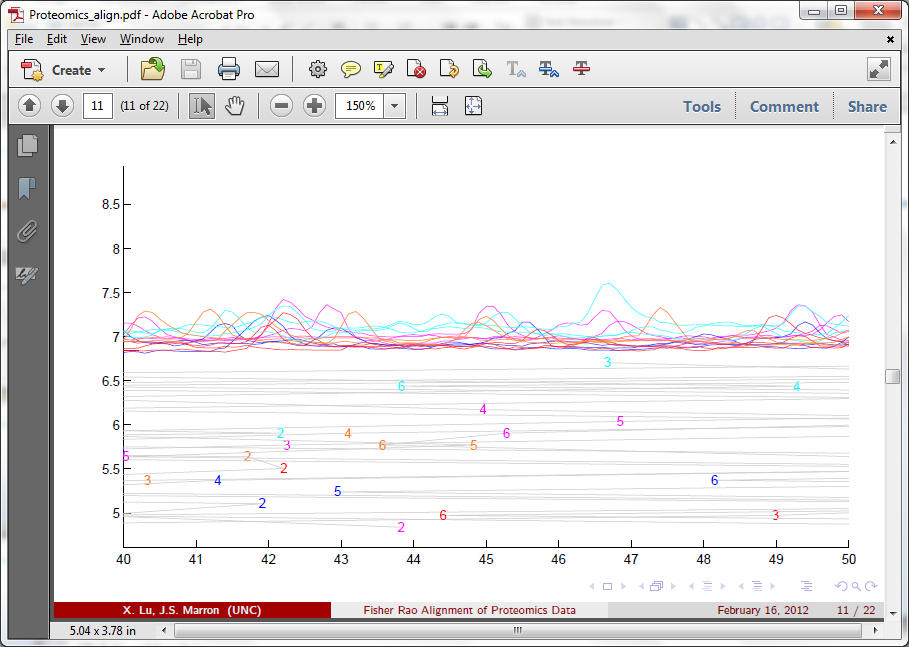 Proteomics_align.pdf - Adobe Acrobat Pro
File Edit View Window Help
Create
11 (11 of 22) 150% Tools Comment Share
8.5
8
7.5
7
6.5
6
5.5
5
3
6 4
4
5
2 4 6
3 6 5
5 2
2
3 4 6
5
2
6 3
2
40 41 42 43 44 45 46 47 48 49 50
X. Lu, J.S. Marron (UNC) Fisher Rao Alignment of Proteomics Data February 16, 2012 11 / 22
5.04 x 3.78 in